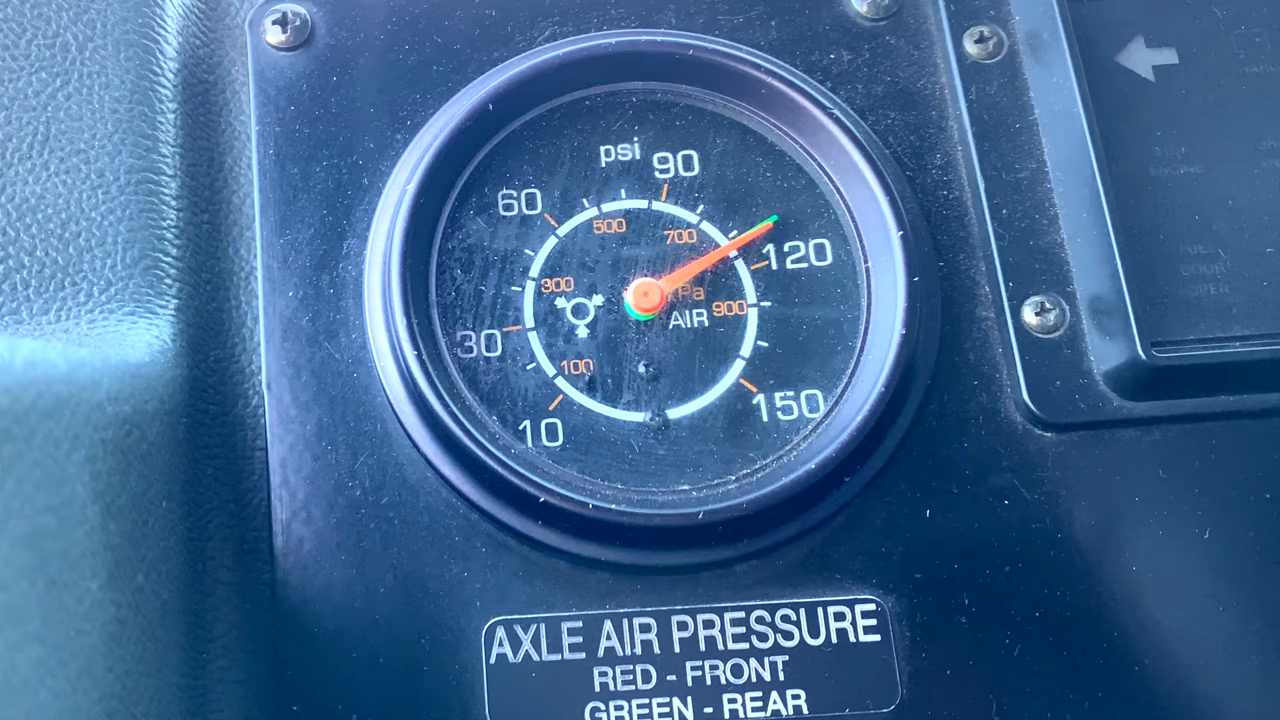 psi
90
60
500
700
120
300
kPa
900
AIR
30
100
150
10
AXLE AIR PRESSURE
RED - FRONT
GREEN - REAR